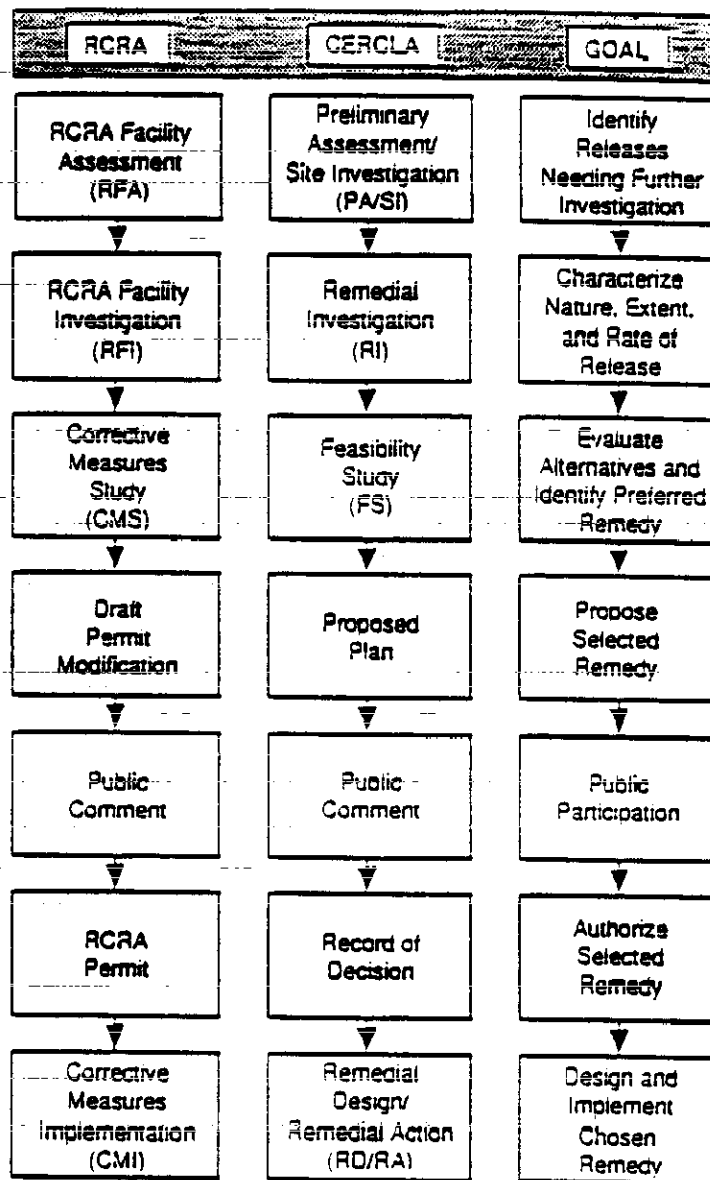 RCRA
CERCLA
GOAL
RCRA Facility
Assessment
(RFA)
Preliminary
Assessment/
Site Investigation
(PA/SI)
Identify
Releases
Needing Further
Investigation
RCRA Facility
Investigation
(RFI)
Remedial
Investigation
(RI)
Characterize
Nature, Extent,
and Rate of
Release
Corrective
Measures
Study
(CMS)
Feasibility
Study
(FS)
Evaluate
Alternatives and
Identify Preferred
Remedy
Draft
Permit
Modification
Proposed
Plan
Propose
Selected
Remedy
Public
Comment
Public
Comment
Public
Participation
RCRA
Permit
Record of
Decision
Authorize
Selected
Remedy
Corrective
Measures
Implementation
(CMI)
Remedial
Design/
Remedial Action
(RD/RA)
Design and
Implement
Chosen
Remedy